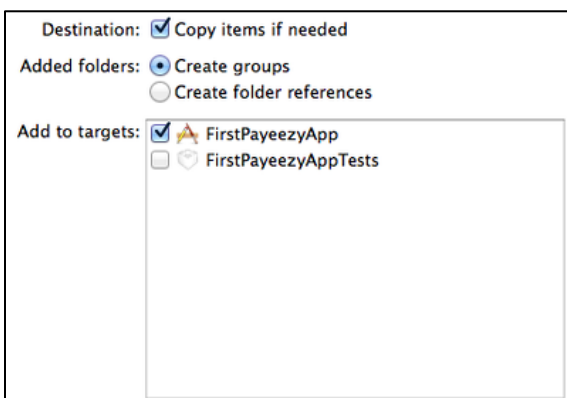 Destination: Copy items if needed
Added folders: Create groups
Create folder references
Add to targets: FirstPayeezyApp
FirstPayeezyAppTests